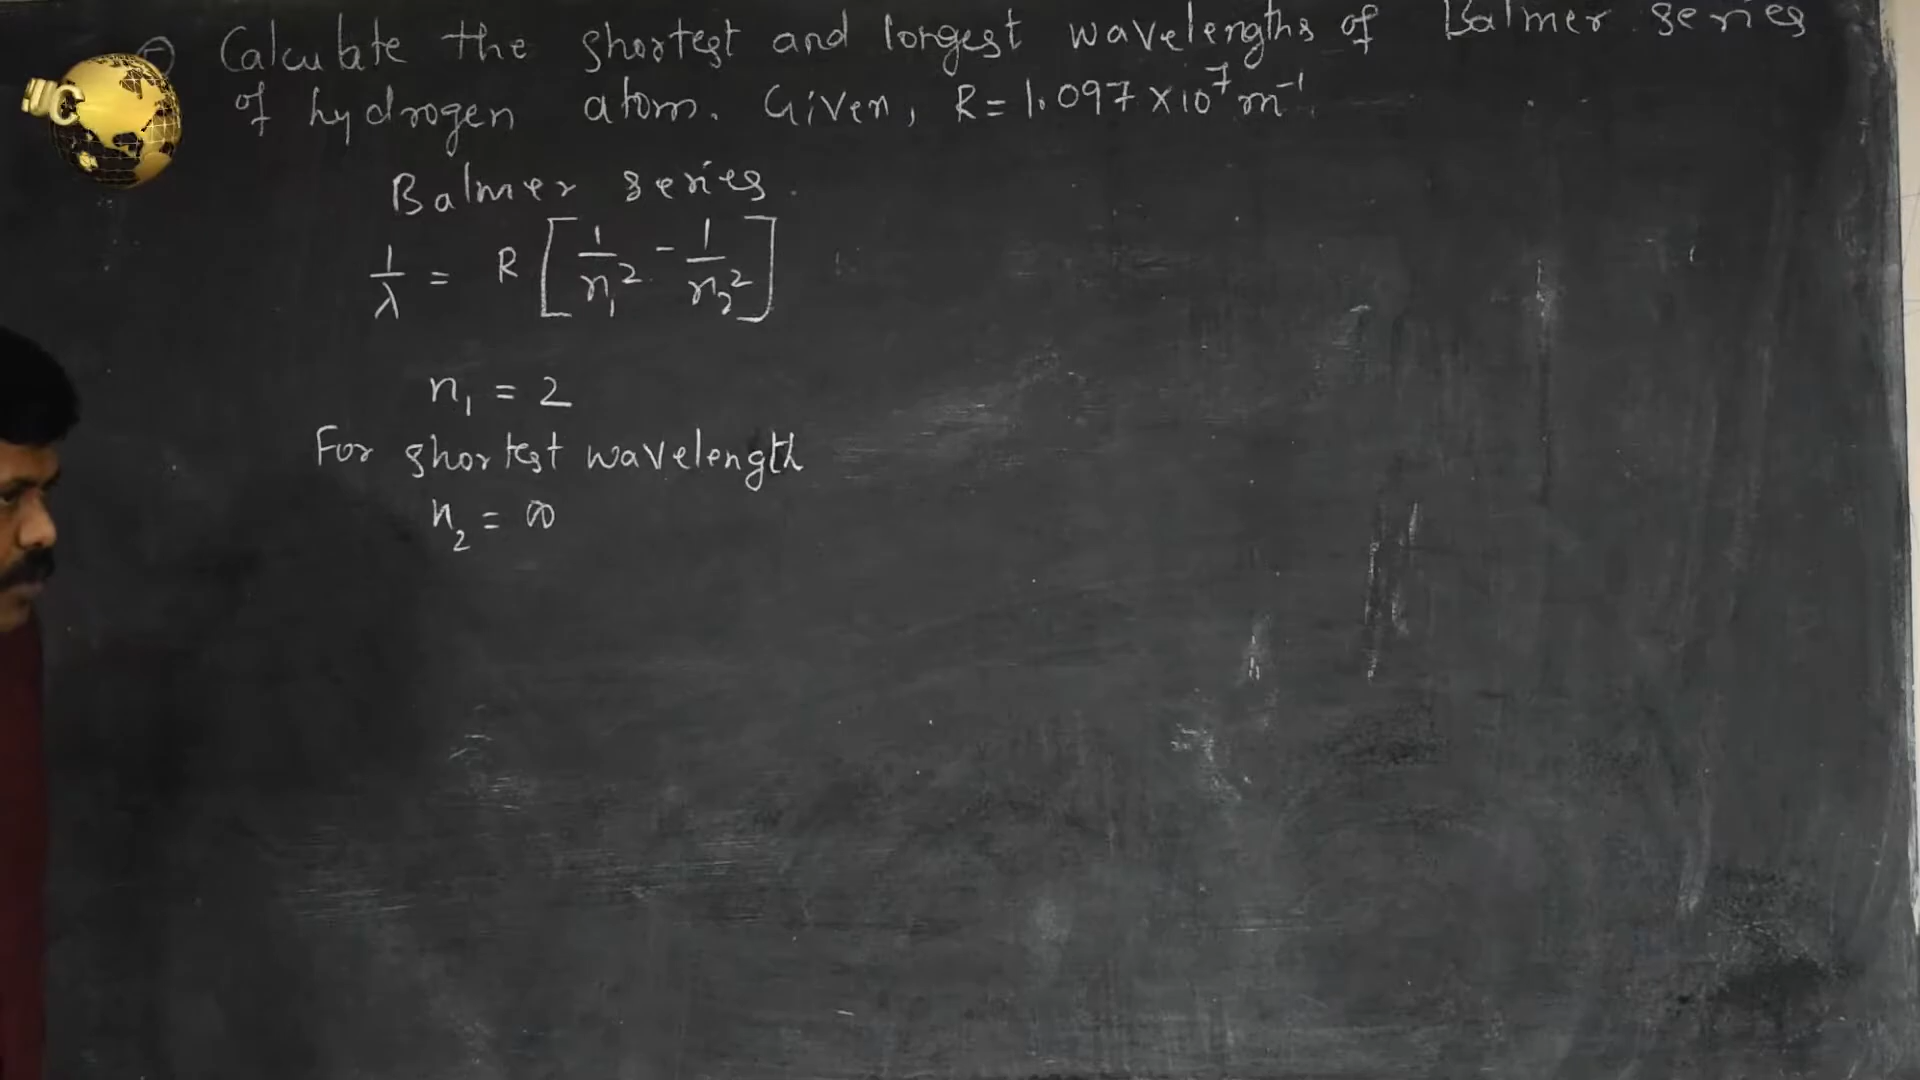 Calculate the shortest and longest wavelengths of Balmer series
of hydrogen atom. Given, R = 1.097 × 10⁷ m⁻¹
Balmer series.
1/λ = R [1/n₁² - 1/n₂²]
n₁ = 2
For shortest wavelength
n₂ = ∞